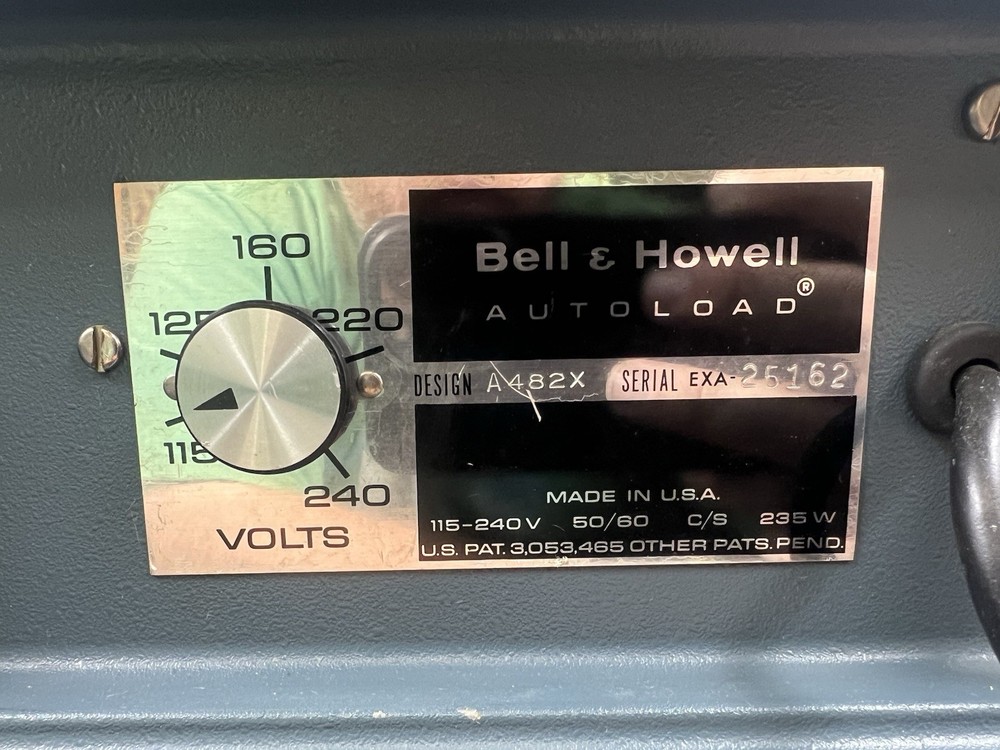 160
125
220
115
240
VOLTS
Bell & Howell
AUTOLOAD®
DESIGN A482X SERIAL EXA-25162
MADE IN U.S.A.
115-240V 50/60 C/S 235W
U.S. PAT. 3,053,465 OTHER PATS. PEND.